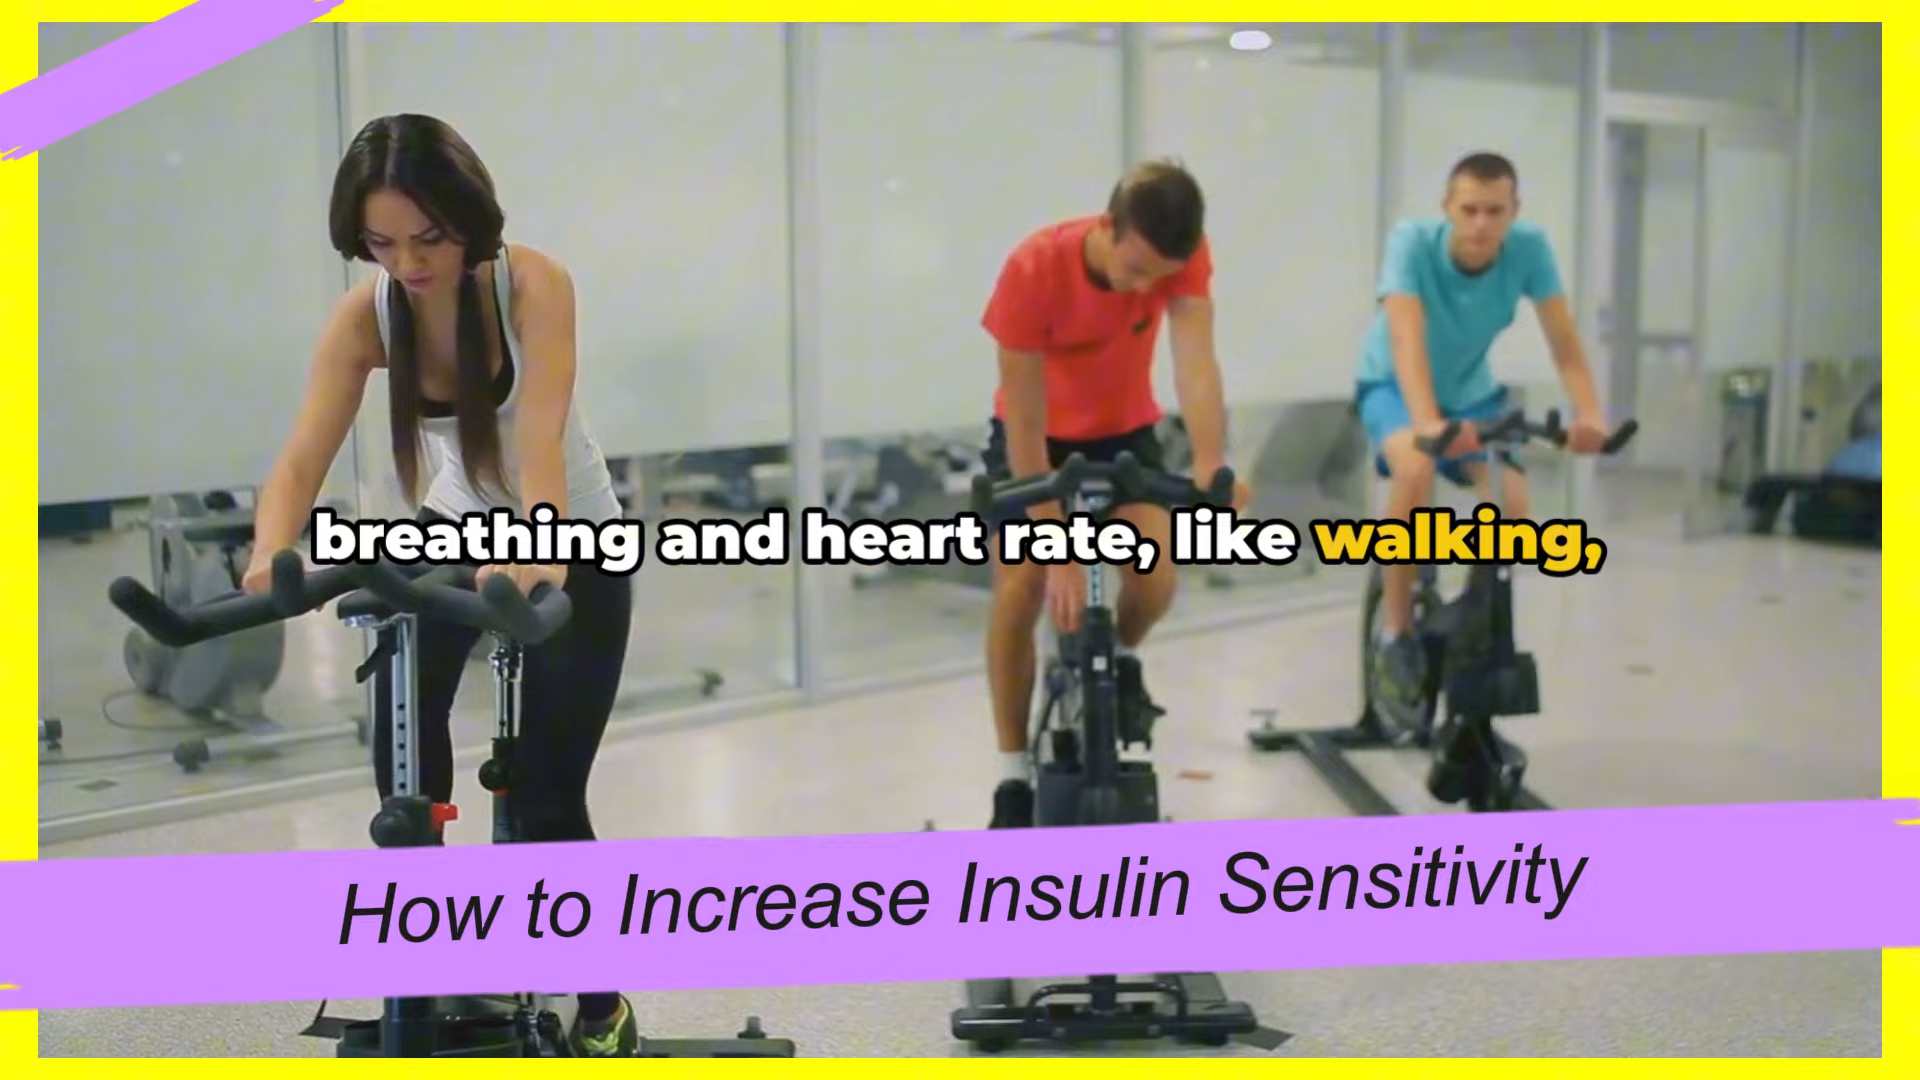 breathing and heart rate, like walking,
How to Increase Insulin Sensitivity